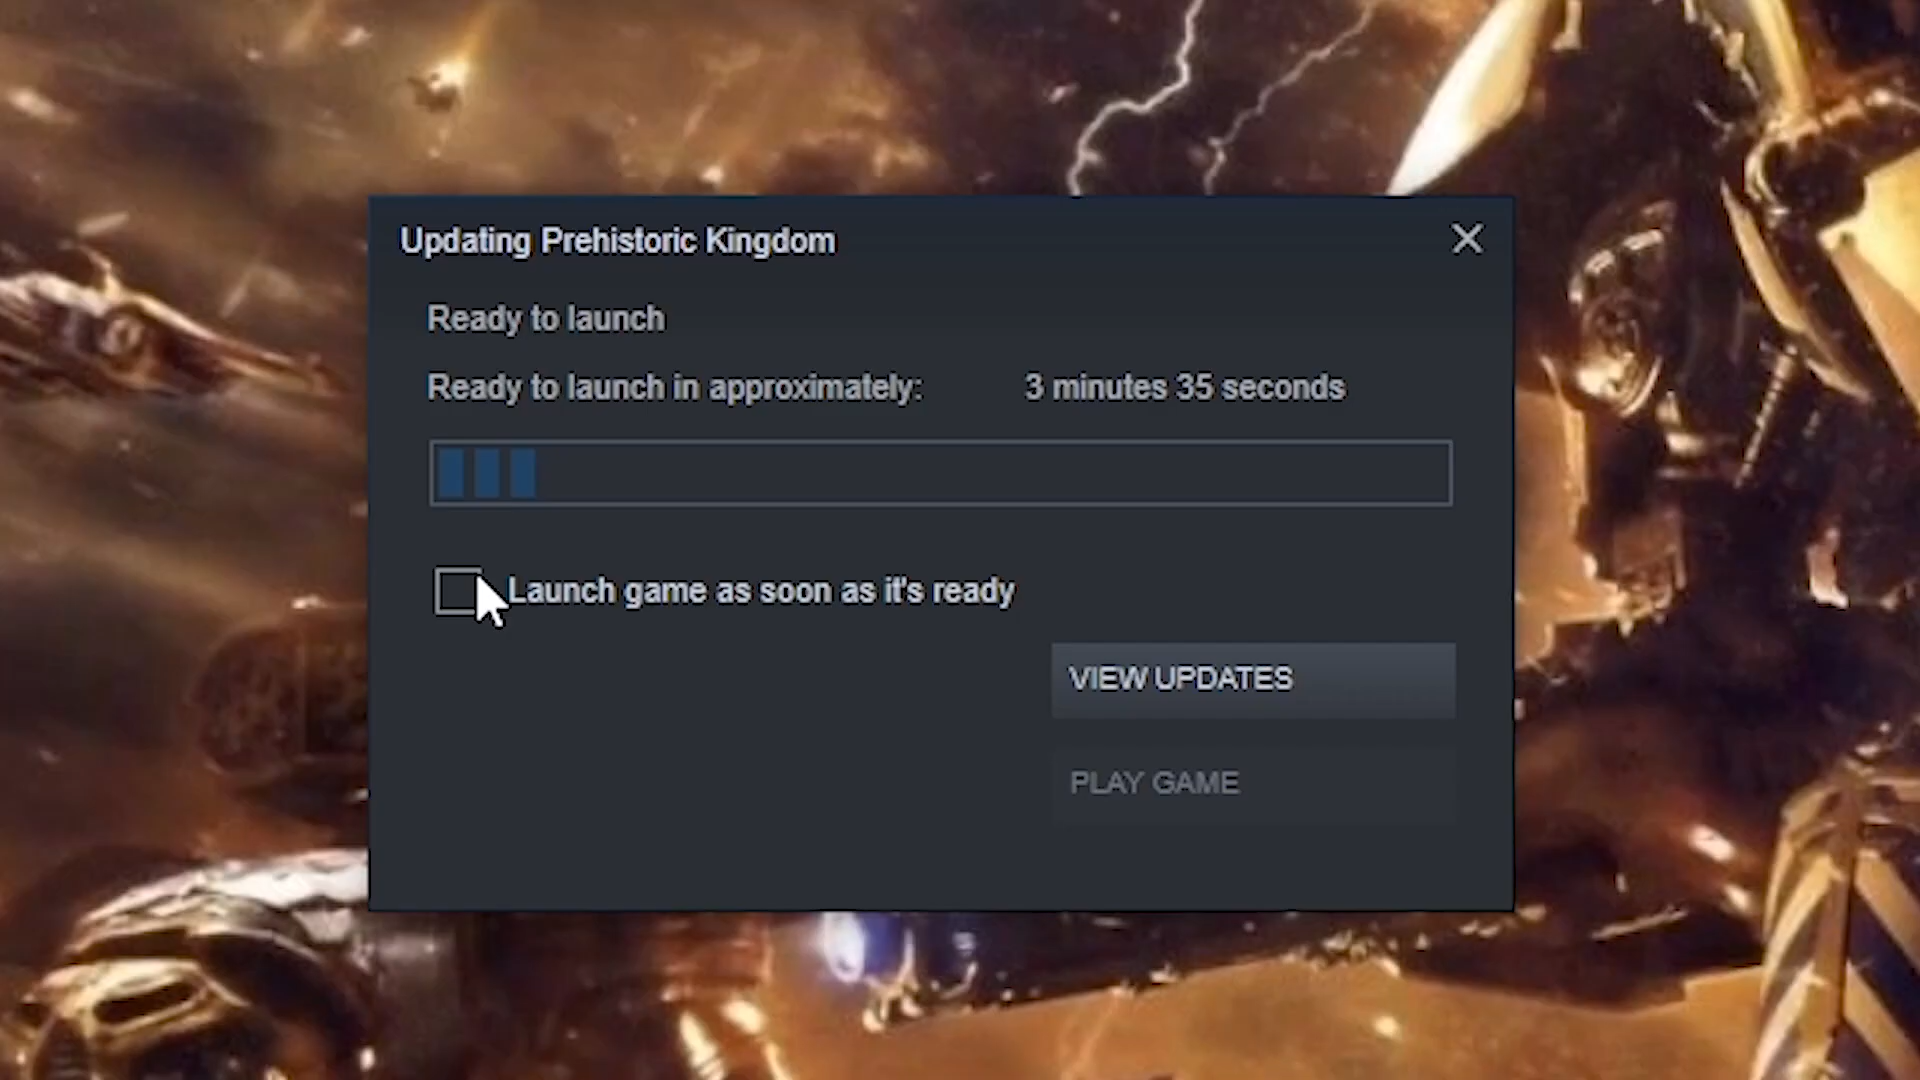 Updating Prehistoric Kingdom
Ready to launch
Ready to launch in approximately: 3 minutes 35 seconds
Launch game as soon as it's ready
VIEW UPDATES
PLAY GAME